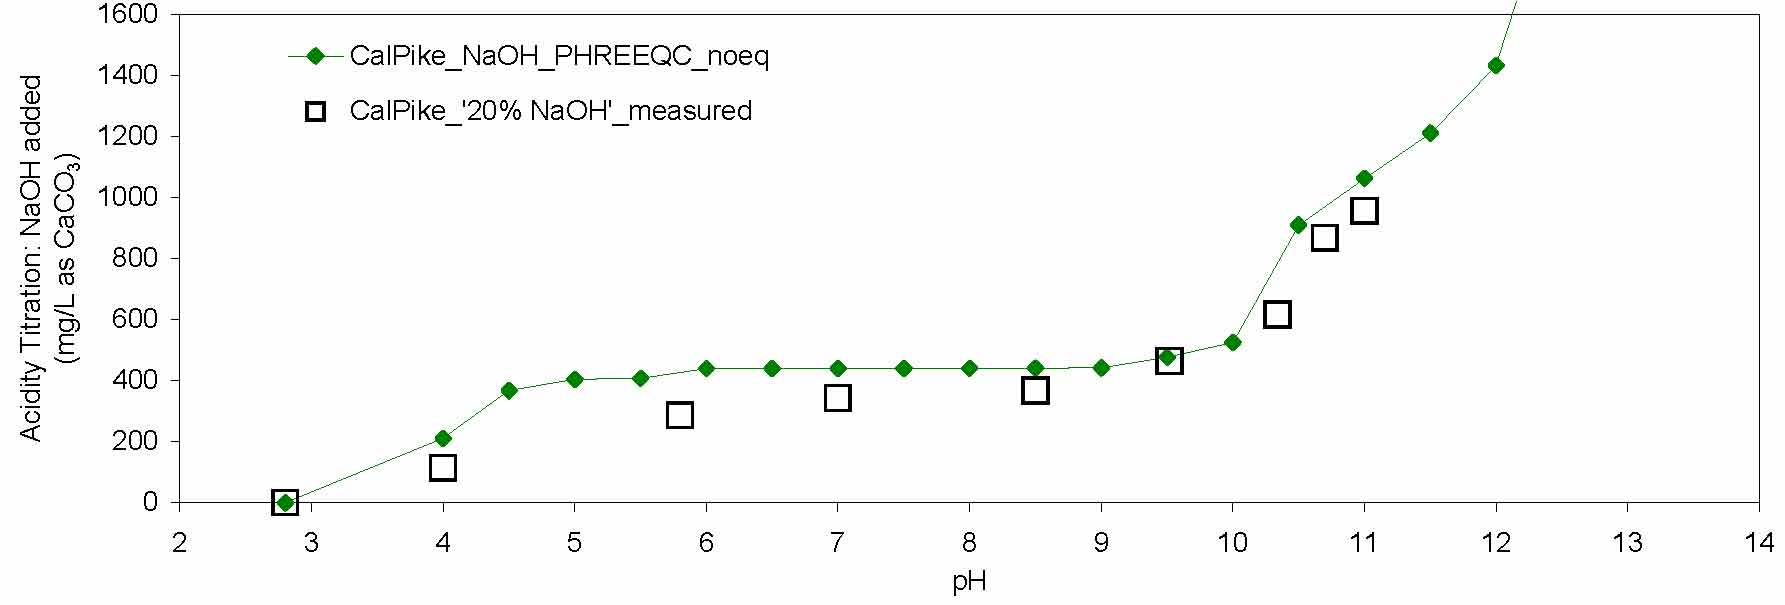 1600
1400
1200
1000
800
600
400
200
0
Acidity Titration: NaOH added
(mg/L as CaCO₃)
CalPike_NaOH_PHREEQC_noeq
CalPike_'20% NaOH'_measured
2 3 4 5 6 7 8 9 10 11 12 13 14
pH